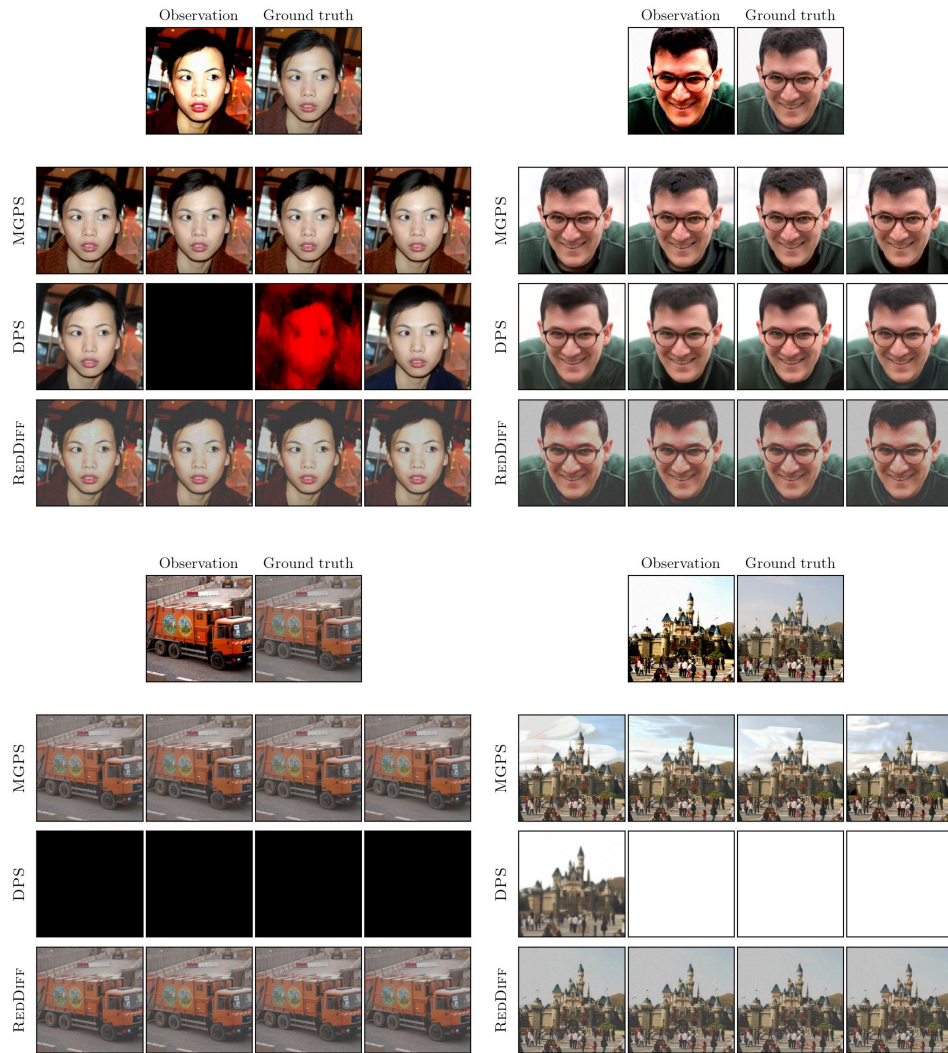 Observation Ground truth
Observation Ground truth
MGPS
MGPS
DPS
DPS
REDDIFF
REDDIFF
Observation Ground truth
Observation Ground truth
MGPS
MGPS
DPS
DPS
REDDIFF
REDDIFF